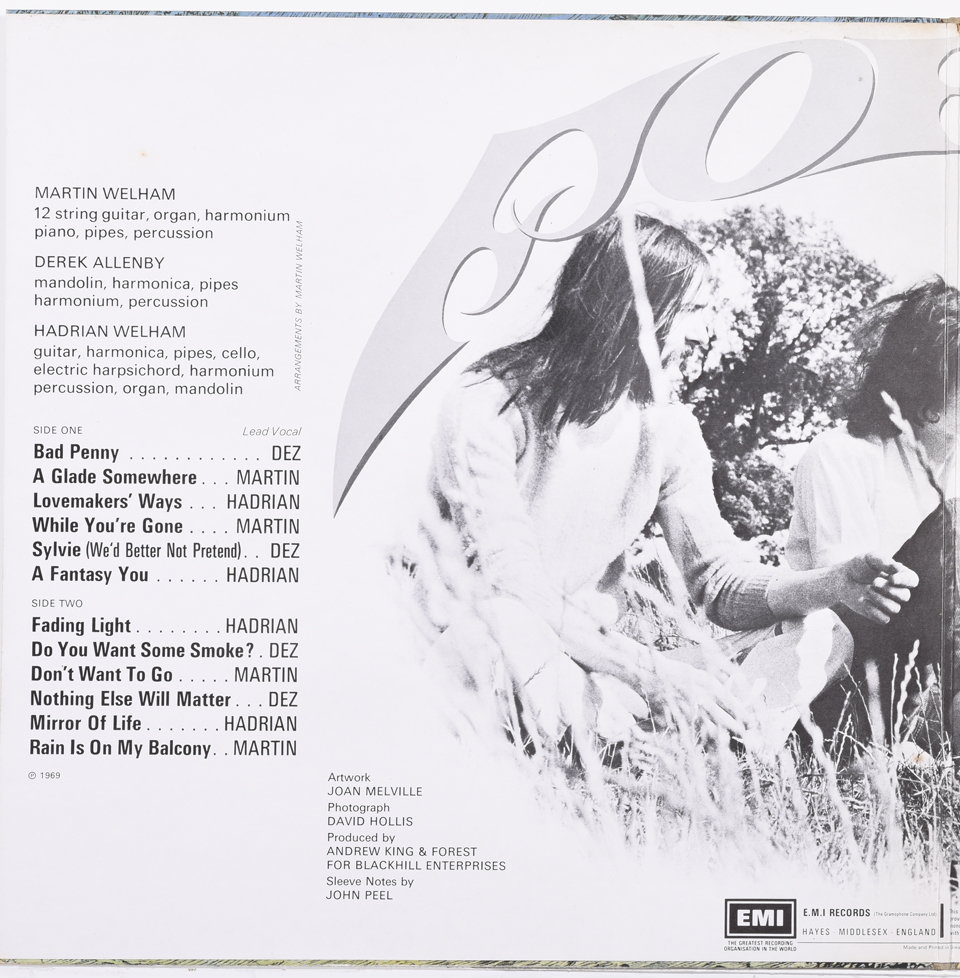 MARTIN WELHAM
12 string guitar, organ, harmonium
piano, pipes, percussion
DEREK ALLENBY
mandolin, harmonica, pipes
harmonium, percussion
HADRIAN WELHAM
guitar, harmonica, pipes, cello,
electric harpsichord, harmonium
percussion, organ, mandolin
ARRANGEMENTS BY MARTIN WELHAM
SIDE ONE Lead Vocal
Bad Penny . . . . . . . . . . . . DEZ
A Glade Somewhere . . . MARTIN
Lovemakers' Ways . . . HADRIAN
While You're Gone . . . . MARTIN
Sylvie (We'd Better Not Pretend) . . DEZ
A Fantasy You . . . . . . HADRIAN
SIDE TWO
Fading Light . . . . . . . . HADRIAN
Do You Want Some Smoke? . DEZ
Don't Want To Go . . . . . MARTIN
Nothing Else Will Matter . . . DEZ
Mirror Of Life . . . . . . . HADRIAN
Rain Is On My Balcony . . MARTIN
℗ 1969
Artwork
JOAN MELVILLE
Photograph
DAVID HOLLIS
Produced by
ANDREW KING & FOREST
FOR BLACKHILL ENTERPRISES
Sleeve Notes by
JOHN PEEL
EMI
THE GREATEST RECORDING
ORGANISATION IN THE WORLD
E.M.I RECORDS (The Gramophone Company Ltd)
HAYES · MIDDLESEX · ENGLAND